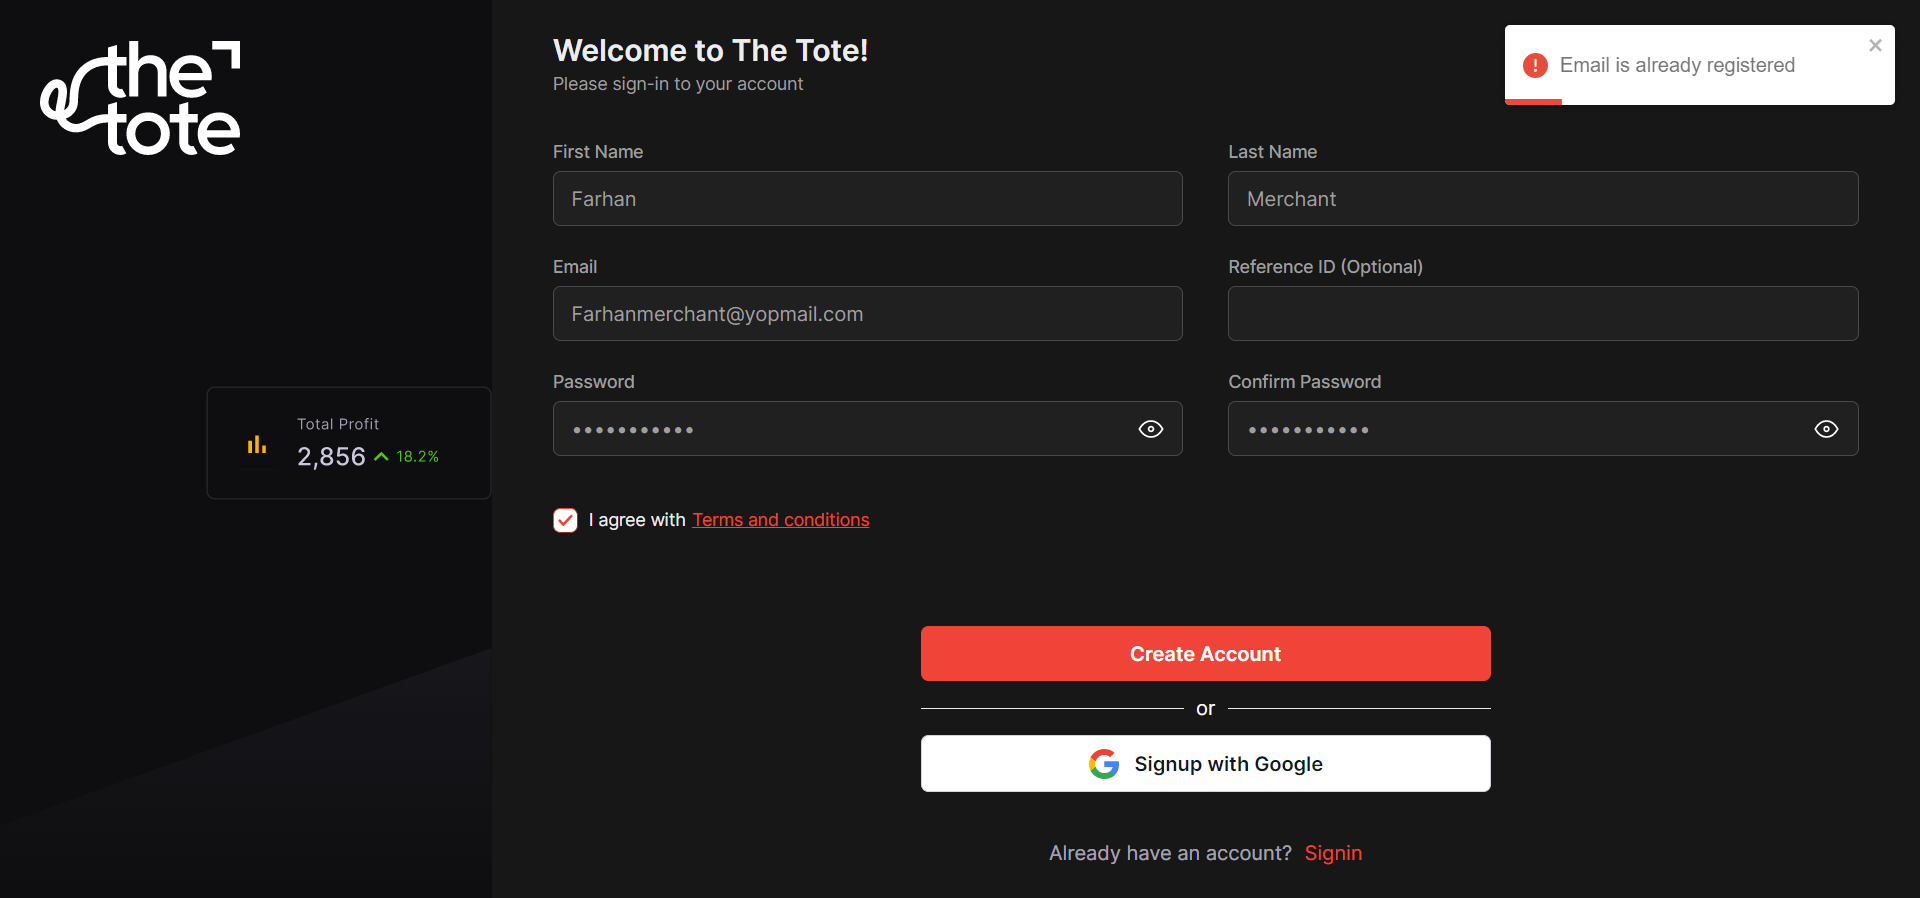 the
tote
Total Profit
2,856 18.2%
Welcome to The Tote!
Please sign-in to your account
Email is already registered
First Name
Farhan
Last Name
Merchant
Email
Farhanmerchant@yopmail.com
Reference ID (Optional)
Password
•••••••••••
Confirm Password
•••••••••••
I agree with Terms and conditions
Create Account
or
Signup with Google
Already have an account? Signin